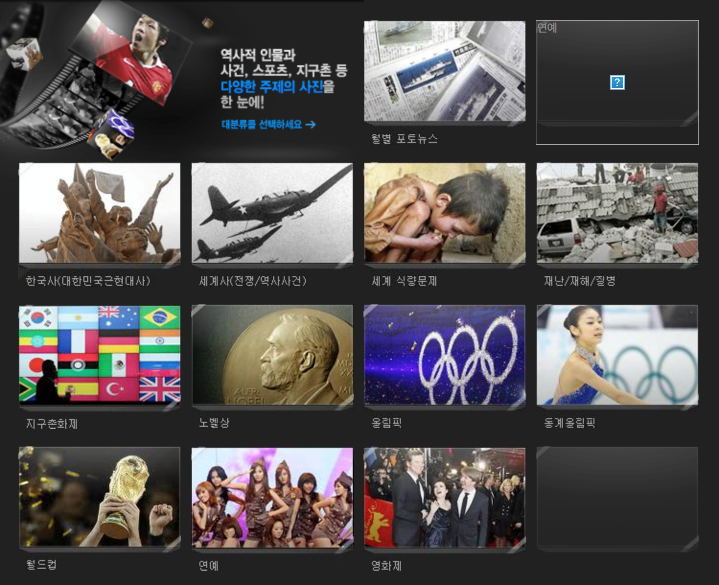 역사적 인물과
사건, 스포츠, 지구촌 등
다양한 주제의 사진을
한 눈에!
대분류를 선택하세요 →
연예
?
월별 포토뉴스
한국사(대한민국근현대사)
세계사(전쟁/역사사건)
세계 식량문제
재난/재해/질병
지구촌화제
노벨상
올림픽
동계올림픽
월드컵
연예
영화제